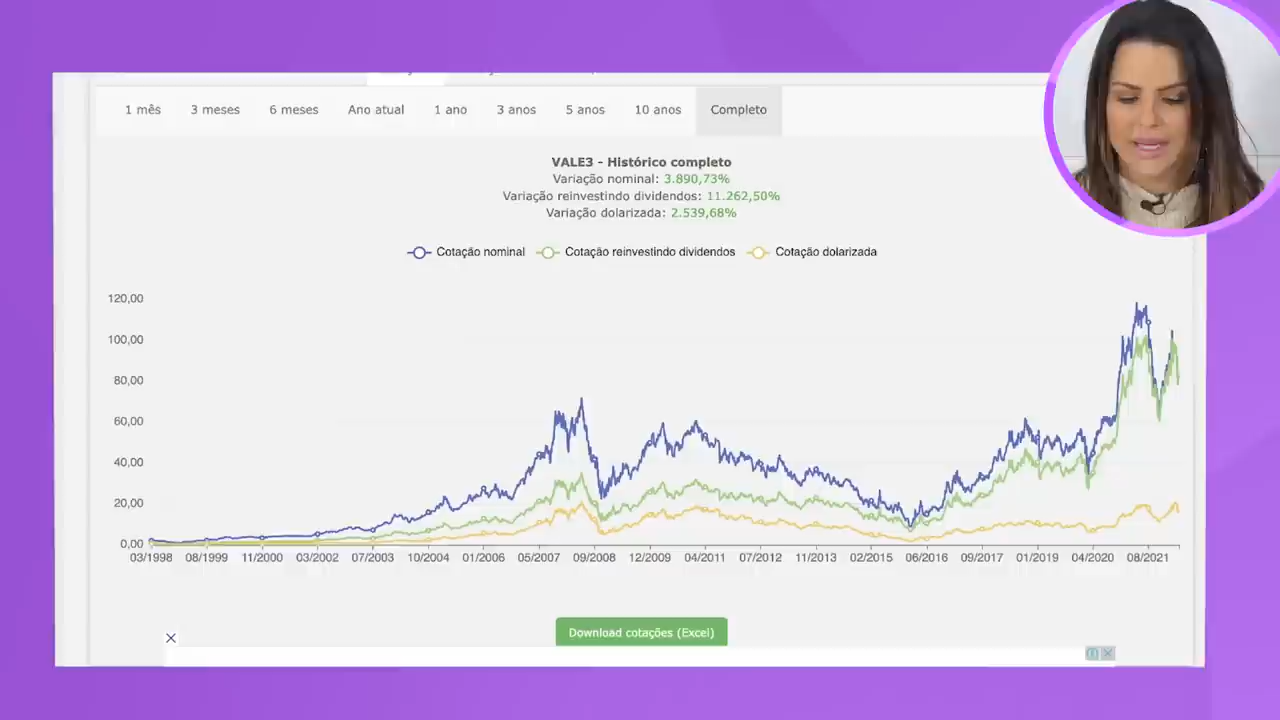 1 mês 3 meses 6 meses Ano atual 1 ano 3 anos 5 anos 10 anos Completo
VALE3 - Histórico completo
Variação nominal: 3.890,73%
Variação reinvestindo dividendos: 11.262,50%
Variação dolarizada: 2.539,68%
Cotação nominal Cotação reinvestindo dividendos Cotação dolarizada
120,00
100,00
80,00
60,00
40,00
20,00
0,00
03/1998 08/1999 11/2000 03/2002 07/2003 10/2004 01/2006 05/2007 09/2008 12/2009 04/2011 07/2012 11/2013 02/2015 06/2016 09/2017 01/2019 04/2020 08/2021
Download cotações (Excel)